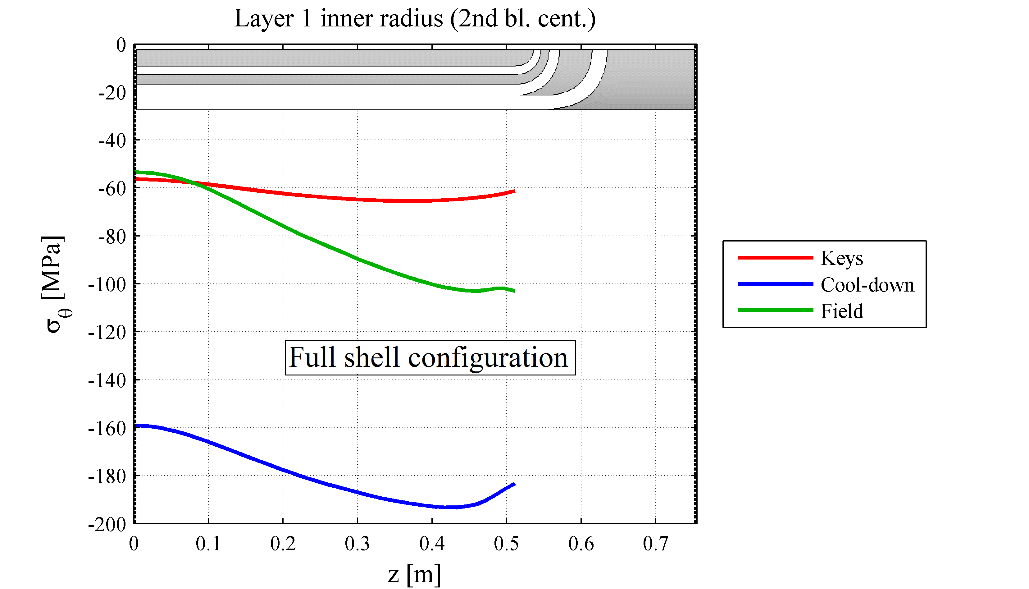 Layer 1 inner radius (2nd bl. cent.)
0
-20
-40
-60
-80
-100
-120
-140
-160
-180
-200
σθ [MPa]
Full shell configuration
Keys
Cool-down
Field
0 0.1 0.2 0.3 0.4 0.5 0.6 0.7
z [m]